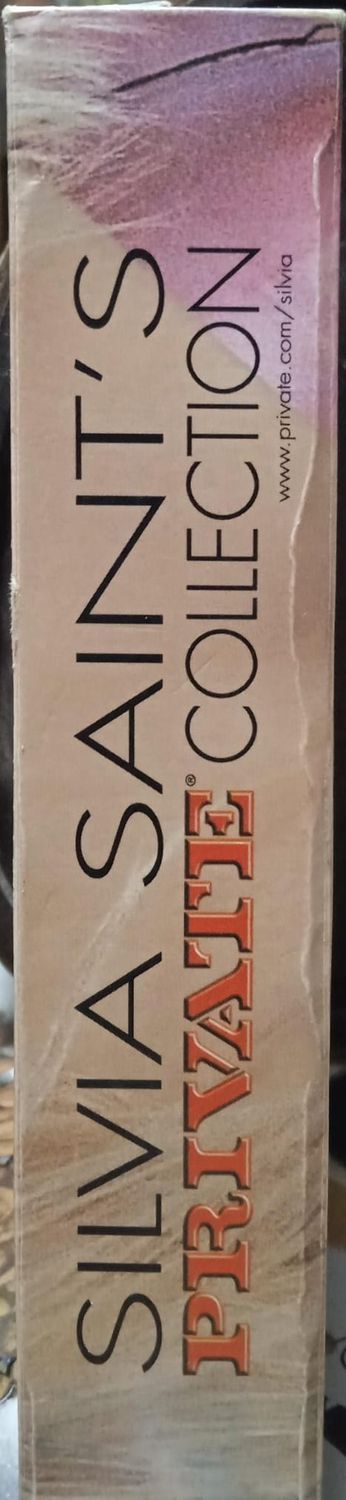 SILVIA SAINT'S
PRIVATE® COLLECTION
www.private.com/silvia